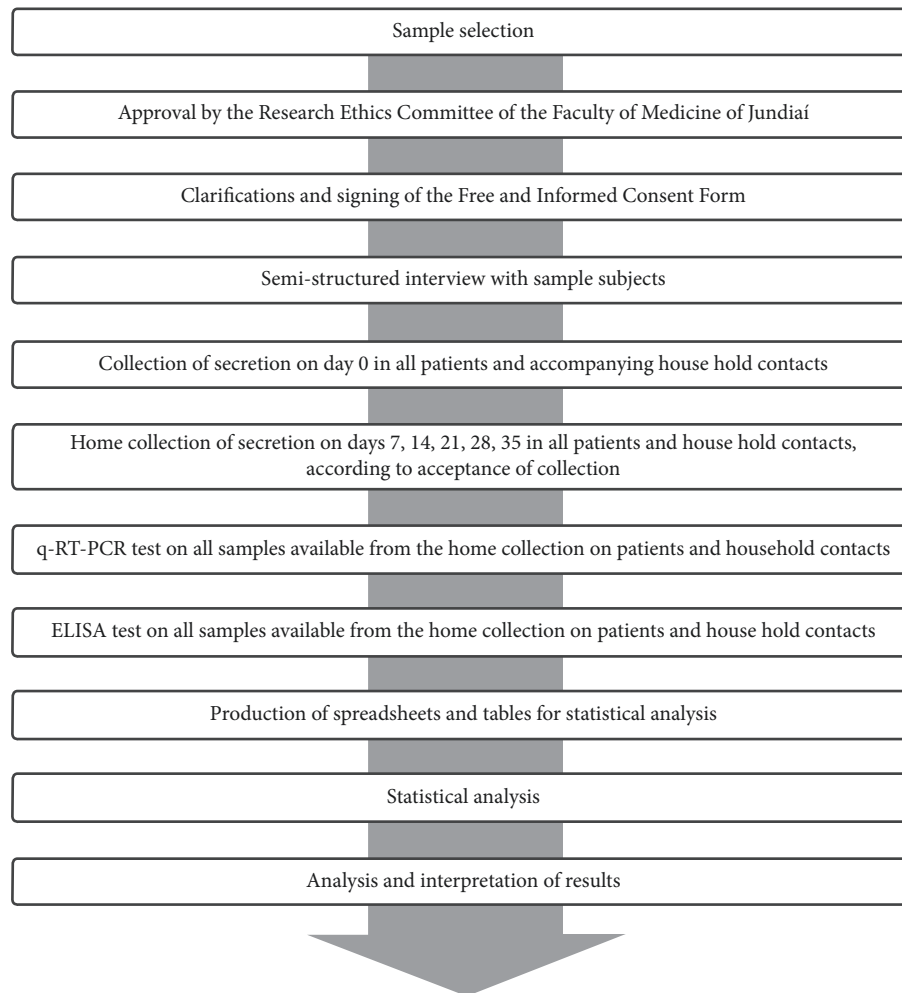 Sample selection
Approval by the Research Ethics Committee of the Faculty of Medicine of Jundiaí
Clarifications and signing of the Free and Informed Consent Form
Semi-structured interview with sample subjects
Collection of secretion on day 0 in all patients and accompanying house hold contacts
Home collection of secretion on days 7, 14, 21, 28, 35 in all patients and house hold contacts,
according to acceptance of collection
q-RT-PCR test on all samples available from the home collection on patients and household contacts
ELISA test on all samples available from the home collection on patients and house hold contacts
Production of spreadsheets and tables for statistical analysis
Statistical analysis
Analysis and interpretation of results